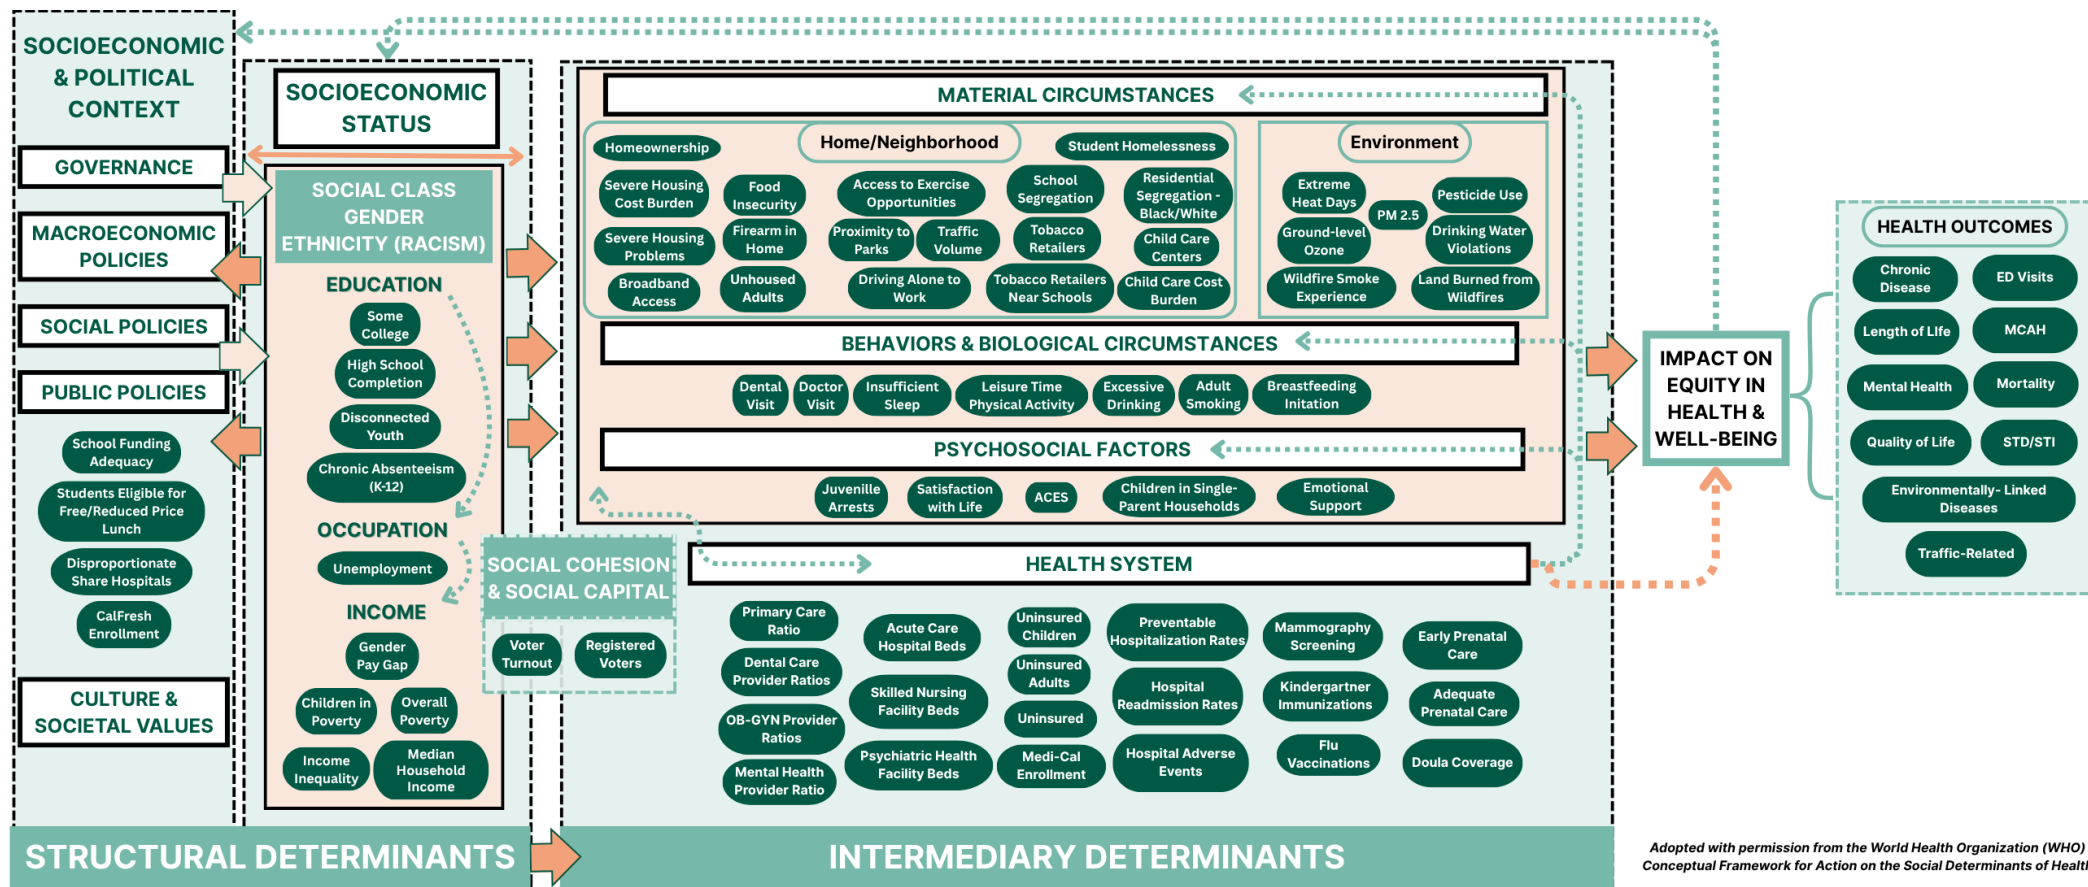 SOCIOECONOMIC
& POLITICAL
CONTEXT
GOVERNANCE
MACROECONOMIC
POLICIES
SOCIAL POLICIES
PUBLIC POLICIES
School Funding
Adequacy
Students Eligible for
Free/Reduced Price
Lunch
Disproportionate
Share Hospitals
CalFresh
Enrollment
CULTURE &
SOCIETAL VALUES
SOCIOECONOMIC
STATUS
SOCIAL CLASS
GENDER
ETHNICITY (RACISM)
EDUCATION
Some
College
High School
Completion
Disconnected
Youth
Chronic Absenteeism
(K-12)
OCCUPATION
Unemployment
INCOME
Gender
Pay Gap
Children in
Poverty
Overall
Poverty
Income
Inequality
Median
Household
Income
SOCIAL COHESION
& SOCIAL CAPITAL
Voter
Turnout
Registered
Voters
MATERIAL CIRCUMSTANCES
Home/Neighborhood
Homeownership
Student Homelessness
Severe Housing
Cost Burden
Food
Insecurity
Access to Exercise
Opportunities
School
Segregation
Residential
Segregation -
Black/White
Severe Housing
Problems
Firearm in
Home
Proximity to
Parks
Traffic
Volume
Tobacco
Retailers
Child Care
Centers
Broadband
Access
Unhoused
Adults
Driving Alone to
Work
Tobacco Retailers
Near Schools
Child Care Cost
Burden
Environment
Extreme
Heat Days
PM 2.5
Pesticide Use
Ground-level
Ozone
Drinking Water
Violations
Wildfire Smoke
Experience
Land Burned from
Wildfires
BEHAVIORS & BIOLOGICAL CIRCUMSTANCES
Dental
Visit
Doctor
Visit
Insufficient
Sleep
Leisure Time
Physical Activity
Excessive
Drinking
Adult
Smoking
Breastfeeding
Initation
PSYCHOSOCIAL FACTORS
Juvenille
Arrests
Satisfaction
with Life
ACES
Children in Single-
Parent Households
Emotional
Support
HEALTH SYSTEM
Primary Care
Ratio
Dental Care
Provider Ratios
OB-GYN Provider
Ratios
Mental Health
Provider Ratio
Acute Care
Hospital Beds
Skilled Nursing
Facility Beds
Psychiatric Health
Facility Beds
Uninsured
Children
Uninsured
Adults
Uninsured
Medi-Cal
Enrollment
Preventable
Hospitalization Rates
Hospital
Readmission Rates
Hospital Adverse
Events
Mammography
Screening
Kindergartner
Immunizations
Flu
Vaccinations
Early Prenatal
Care
Adequate
Prenatal Care
Doula Coverage
IMPACT ON
EQUITY IN
HEALTH &
WELL-BEING
HEALTH OUTCOMES
Chronic
Disease
ED Visits
Length of LIfe
MCAH
Mental Health
Mortality
Quality of Life
STD/STI
Environmentally- Linked
Diseases
Traffic-Related
STRUCTURAL DETERMINANTS
INTERMEDIARY DETERMINANTS
Adopted with permission from the World Health Organization (WHO)
Conceptual Framework for Action on the Social Determinants of Healt